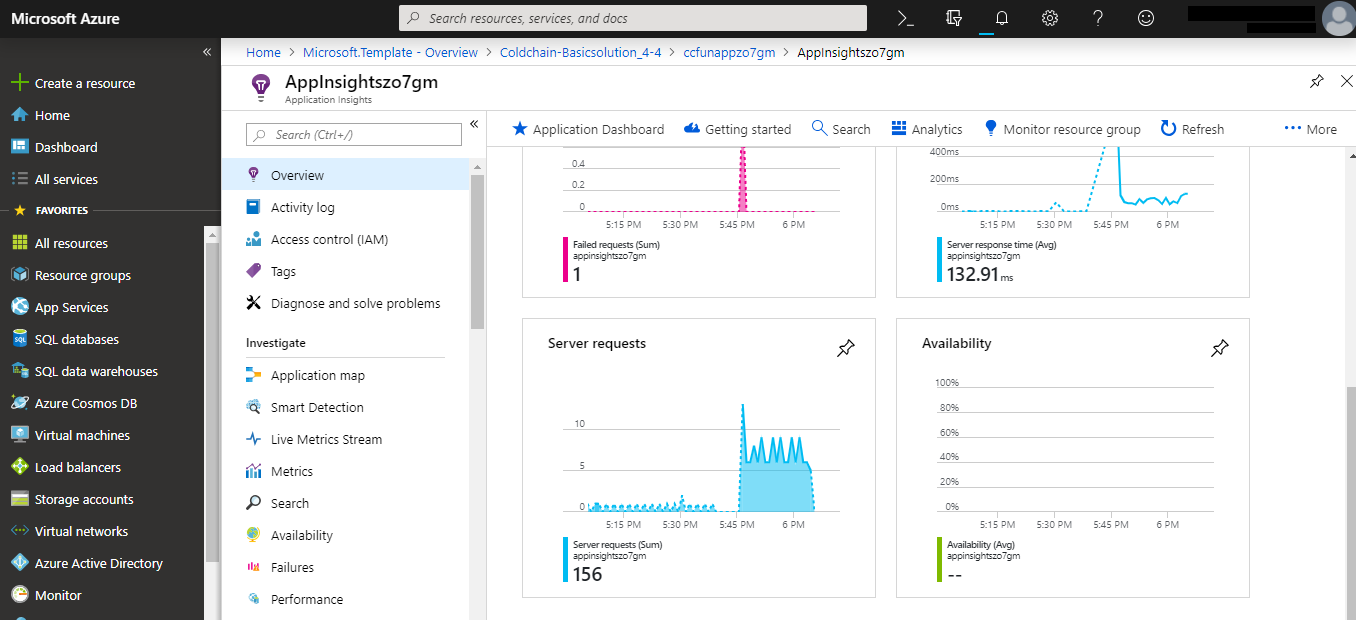 Microsoft Azure
Search resources, services, and docs
Home > Microsoft.Template - Overview > Coldchain-Basicsolution_4-4 > ccfunappzo7gm > AppInsightszo7gm
AppInsightszo7gm
Application Insights
Create a resource
Home
Dashboard
All services
FAVORITES
All resources
Resource groups
App Services
SQL databases
SQL data warehouses
Azure Cosmos DB
Virtual machines
Load balancers
Storage accounts
Virtual networks
Azure Active Directory
Monitor
Search (Ctrl+/)
Overview
Activity log
Access control (IAM)
Tags
Diagnose and solve problems
Investigate
Application map
Smart Detection
Live Metrics Stream
Metrics
Search
Availability
Failures
Performance
Application Dashboard
Getting started
Search
Analytics
Monitor resource group
Refresh
More
0.4
0.2
0
5:15 PM 5:30 PM 5:45 PM 6 PM
Failed requests (Sum)
appinsightszo7gm
1
400ms
200ms
0ms
5:15 PM 5:30 PM 5:45 PM 6 PM
Server response time (Avg)
appinsightszo7gm
132.91 ms
Server requests
10
5
0
5:15 PM 5:30 PM 5:45 PM 6 PM
Server requests (Sum)
appinsightszo7gm
156
Availability
100%
80%
60%
40%
20%
0%
5:15 PM 5:30 PM 5:45 PM 6 PM
Availability (Avg)
appinsightszo7gm
--